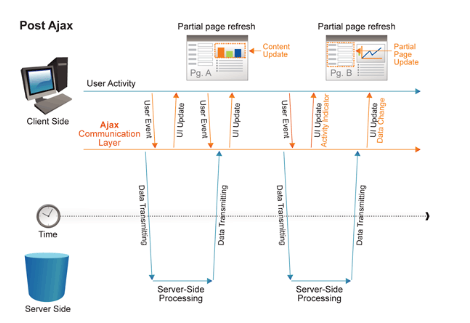 Post Ajax
Partial page refresh
Partial page refresh
Content
Update
Pg. A
Partial
Page
Update
Pg. B
User Activity
Client Side
User Event
UI Update
User Event
UI Update
User Event
UI Update
Activity Indicator
UI Update
Data Change
Ajax
Communication
Layer
Data Transmitting
Data Transmitting
Data Transmitting
Data Transmitting
Time
Server-Side
Processing
Server-Side
Processing
Server Side